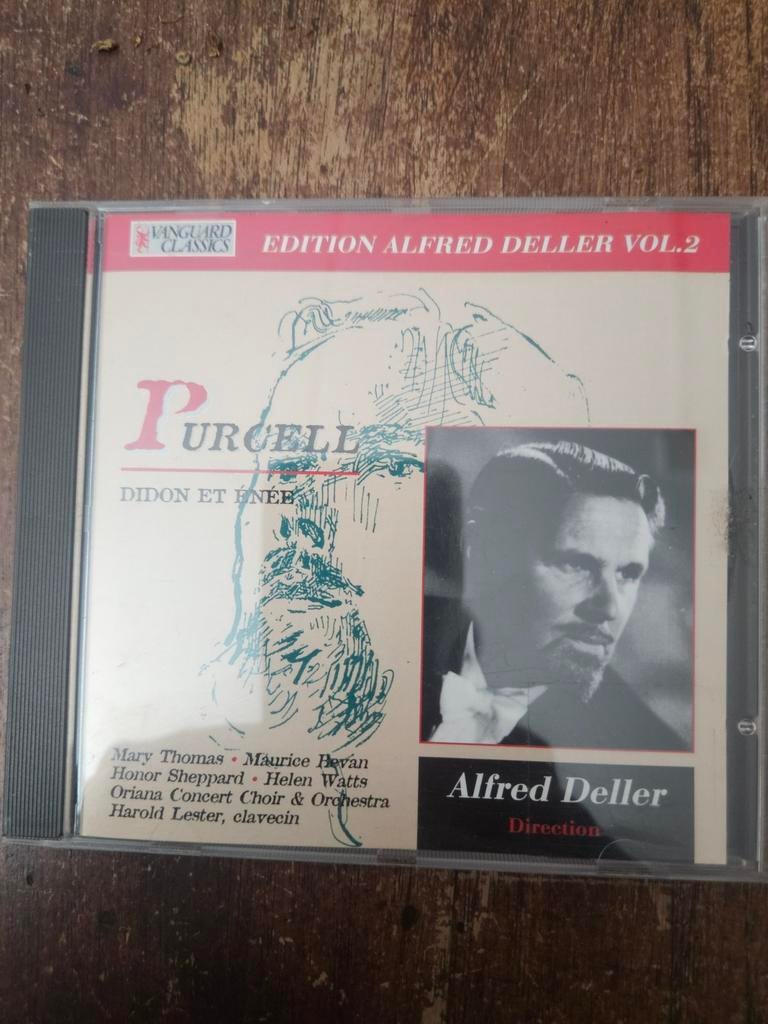 VANGUARD
CLASSICS
EDITION ALFRED DELLER VOL.2
PURCELL
DIDON ET ÉNÉE
Mary Thomas • Maurice Bevan
Honor Sheppard • Helen Watts
Oriana Concert Choir & Orchestra
Harold Lester, clavecin
Alfred Deller
Direction